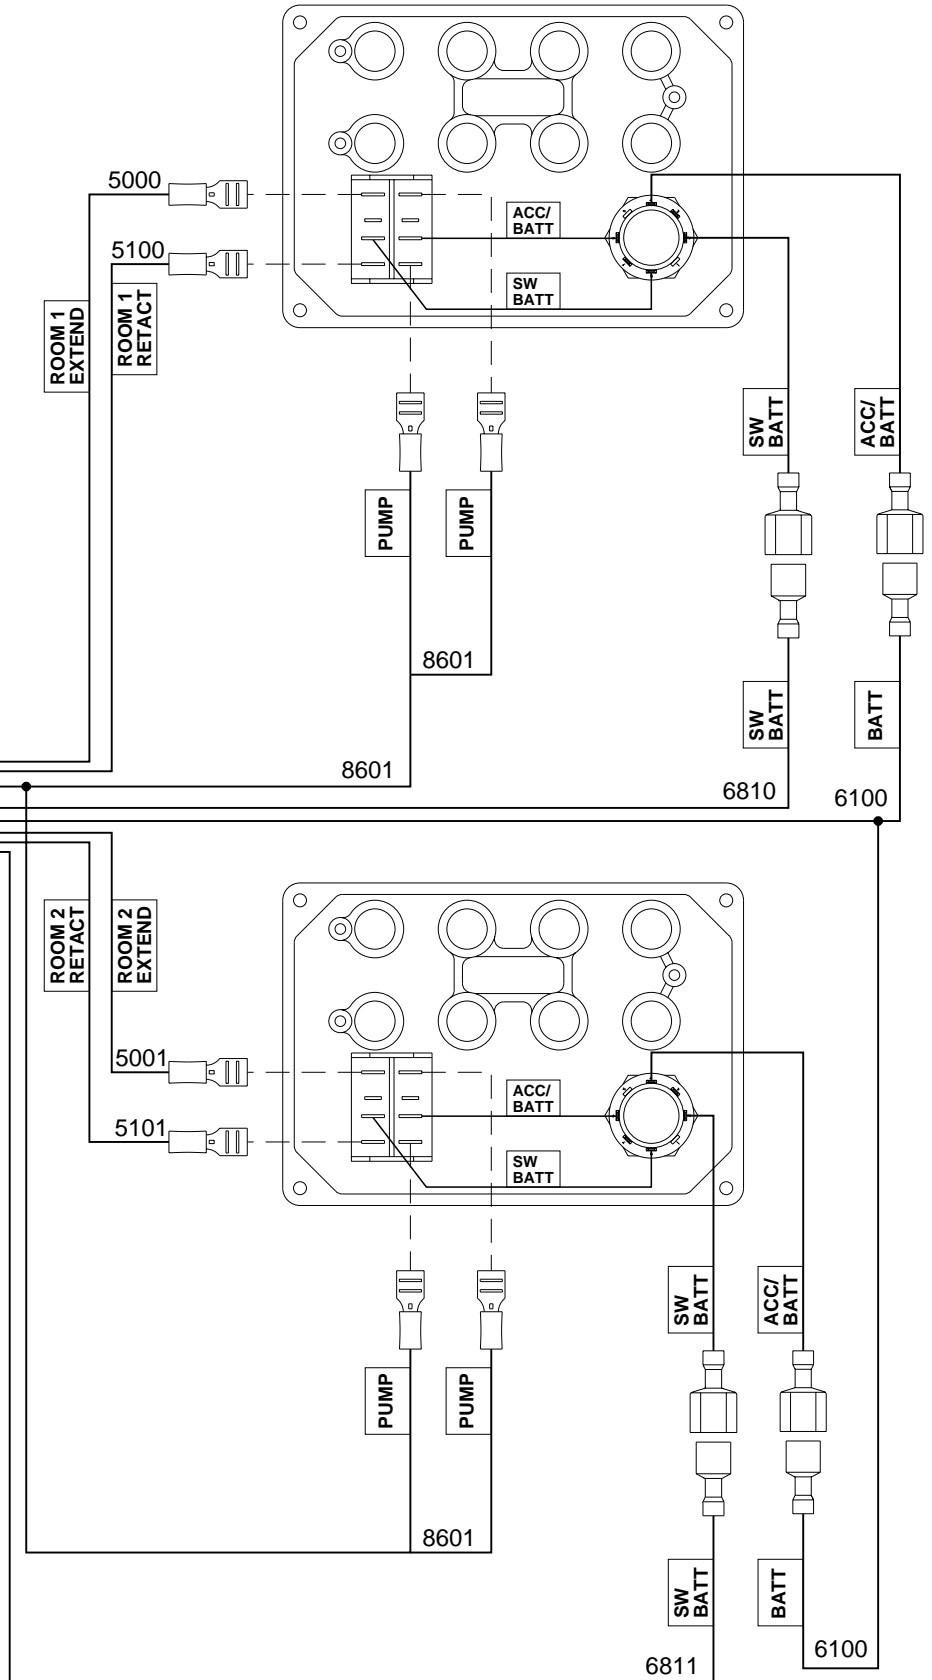 5000
ACC/
BATT
5100
SW
BATT
ROOM 1
EXTEND
ROOM 1
RETACT
SW
BATT
ACC/
BATT
PUMP
PUMP
8601
SW
BATT
BATT
8601
6810
6100
ROOM 2
RETACT
ROOM 2
EXTEND
5001
ACC/
BATT
5101
SW
BATT
SW
BATT
ACC/
BATT
PUMP
PUMP
8601
SW
BATT
BATT
6100
6811